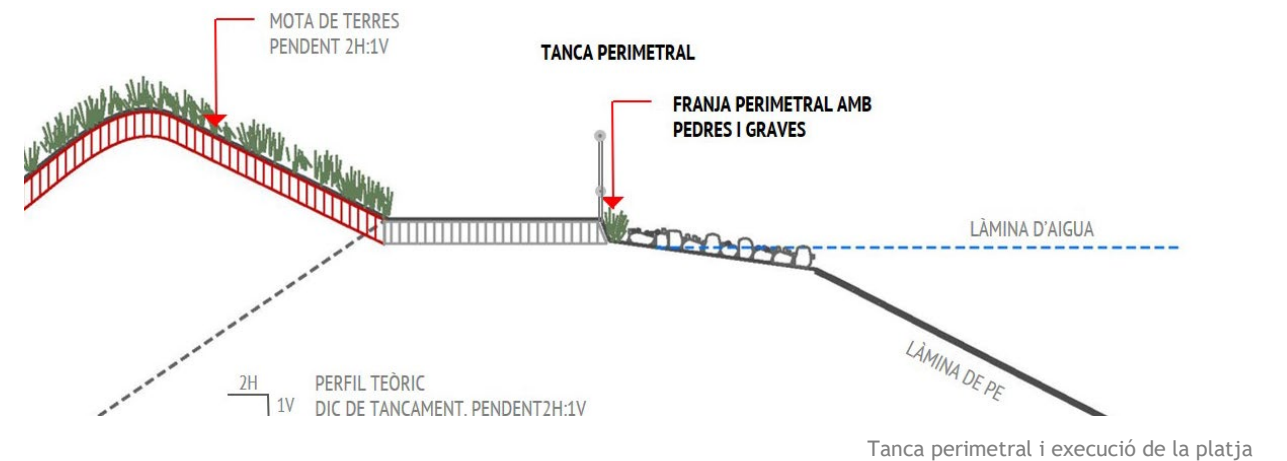 MOTA DE TERRES
PENDENT 2H:1V
TANCA PERIMETRAL
FRANJA PERIMETRAL AMB
PEDRES I GRAVES
LÀMINA D'AIGUA
LÀMINA DE PE
2H
1V
PERFIL TEÒRIC
DIC DE TANCAMENT. PENDENT2H:1V
Tanca perimetral i execució de la platja